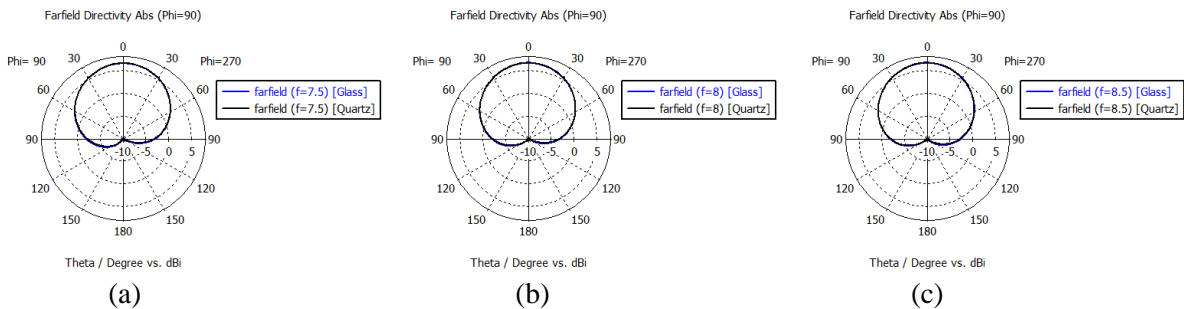 Farfield Directivity Abs (Phi=90)
0
30 30
Phi= 90 Phi=270
60 60
90 90
-10 -5 0 5
120 120
150 150
180
farfield (f=7.5) [Glass]
farfield (f=7.5) [Quartz]
Theta / Degree vs. dBi
(a)
Farfield Directivity Abs (Phi=90)
0
30 30
Phi= 90 Phi=270
60 60
90 90
-10 -5 0 5
120 120
150 150
180
farfield (f=8) [Glass]
farfield (f=8) [Quartz]
Theta / Degree vs. dBi
(b)
Farfield Directivity Abs (Phi=90)
0
30 30
Phi= 90 Phi=270
60 60
90 90
-10 -5 0 5
120 120
150 150
180
farfield (f=8.5) [Glass]
farfield (f=8.5) [Quartz]
Theta / Degree vs. dBi
(c)